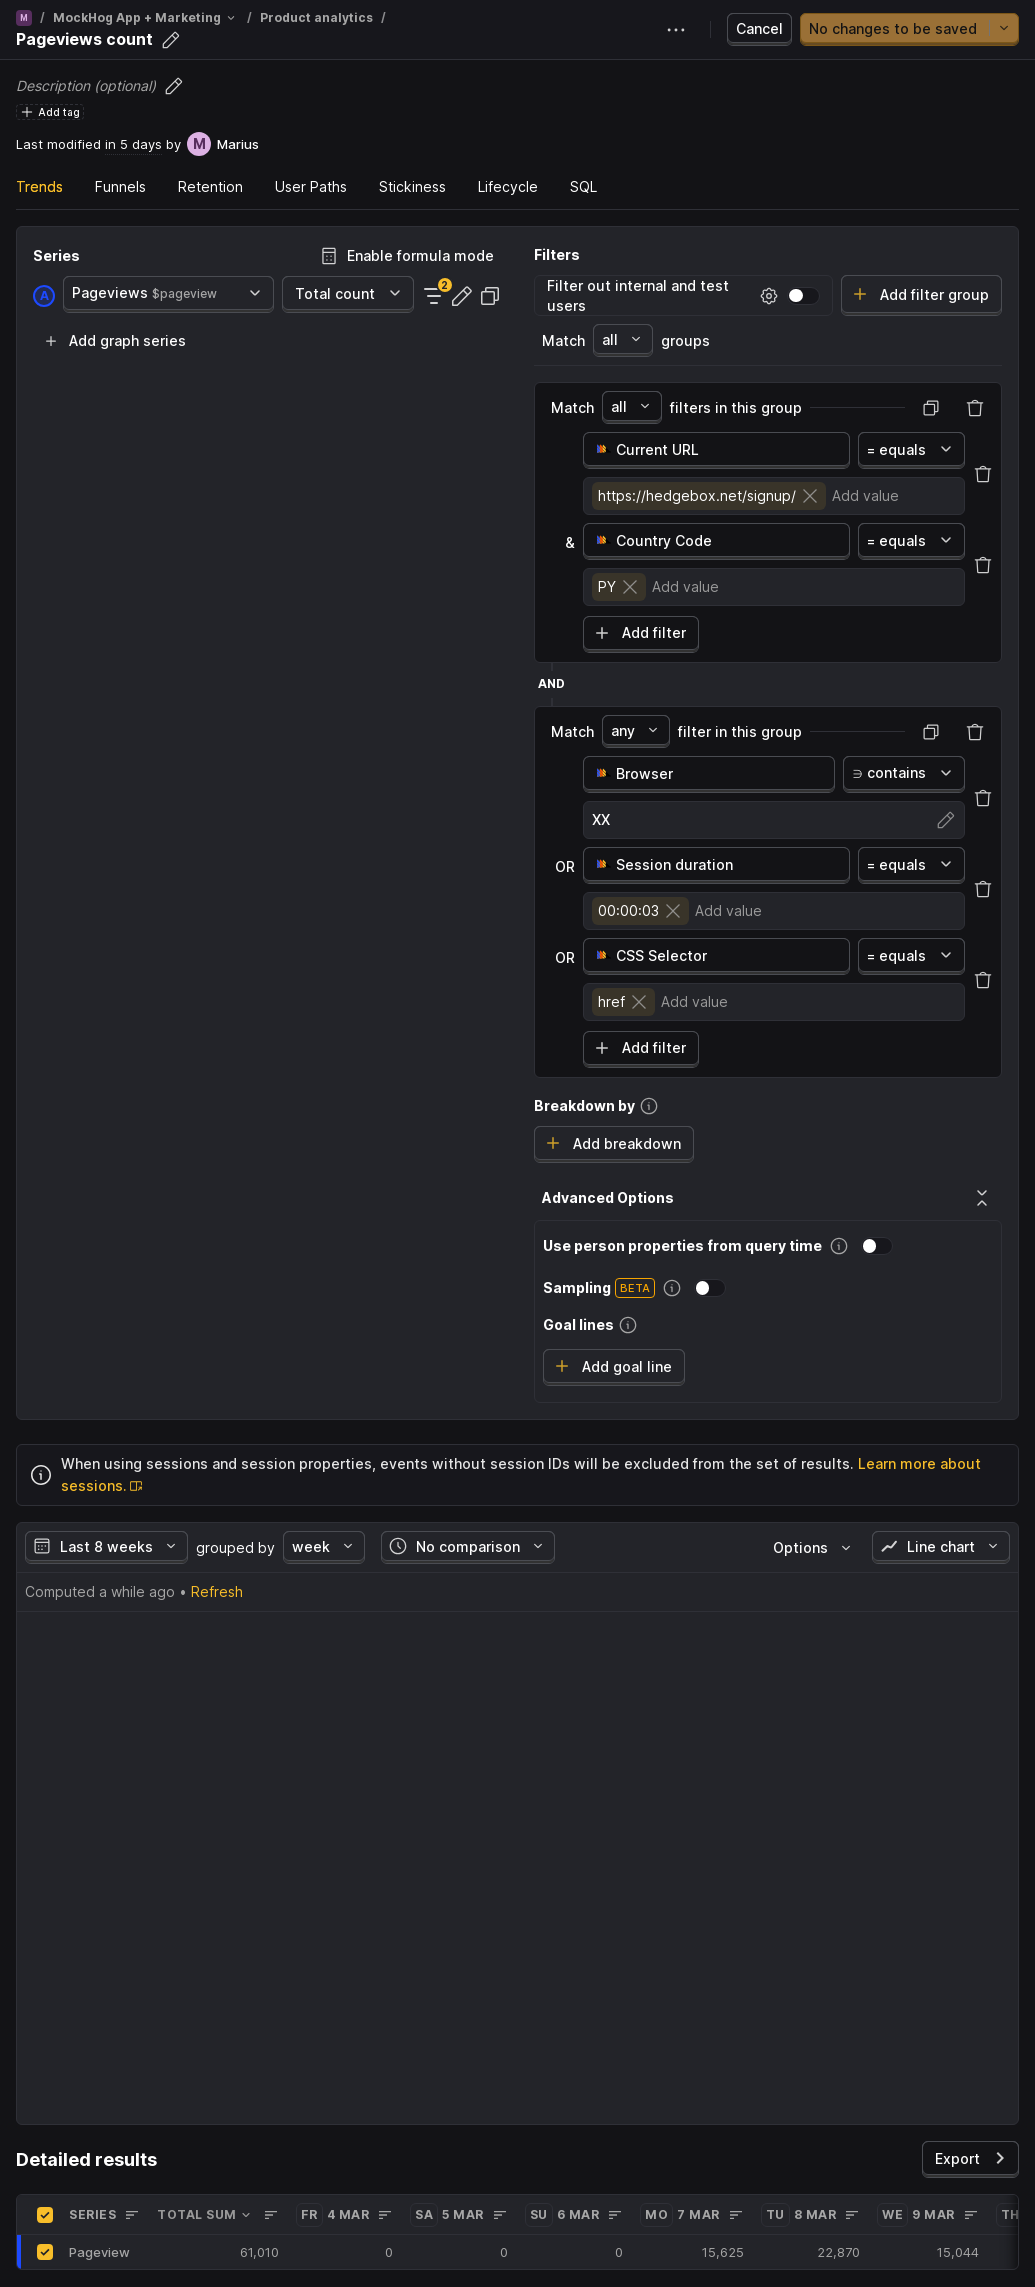 M / MockHog App + Marketing / Product analytics /
Pageviews count
Cancel
No changes to be saved
Description (optional)
Add tag
Last modified in 5 days by M Marius
Trends Funnels Retention User Paths Stickiness Lifecycle SQL
Series
Enable formula mode
A Pageviews $pageview
Total count
2
Add graph series
Filters
Filter out internal and test
users
Add filter group
Match all groups
Match all filters in this group
Current URL
= equals
https://hedgebox.net/signup/ Add value
& Country Code
= equals
PY Add value
Add filter
AND
Match any filter in this group
Browser
∋ contains
XX
OR Session duration
= equals
00:00:03 Add value
OR CSS Selector
= equals
href Add value
Add filter
Breakdown by
Add breakdown
Advanced Options
Use person properties from query time
Sampling BETA
Goal lines
Add goal line
When using sessions and session properties, events without session IDs will be excluded from the set of results. Learn more about
sessions.
Last 8 weeks grouped by week No comparison Options Line chart
Computed a while ago • Refresh
Detailed results
Export
SERIES TOTAL SUM FR 4 MAR SA 5 MAR SU 6 MAR MO 7 MAR TU 8 MAR WE 9 MAR TH
Pageview 61,010 0 0 0 15,625 22,870 15,044